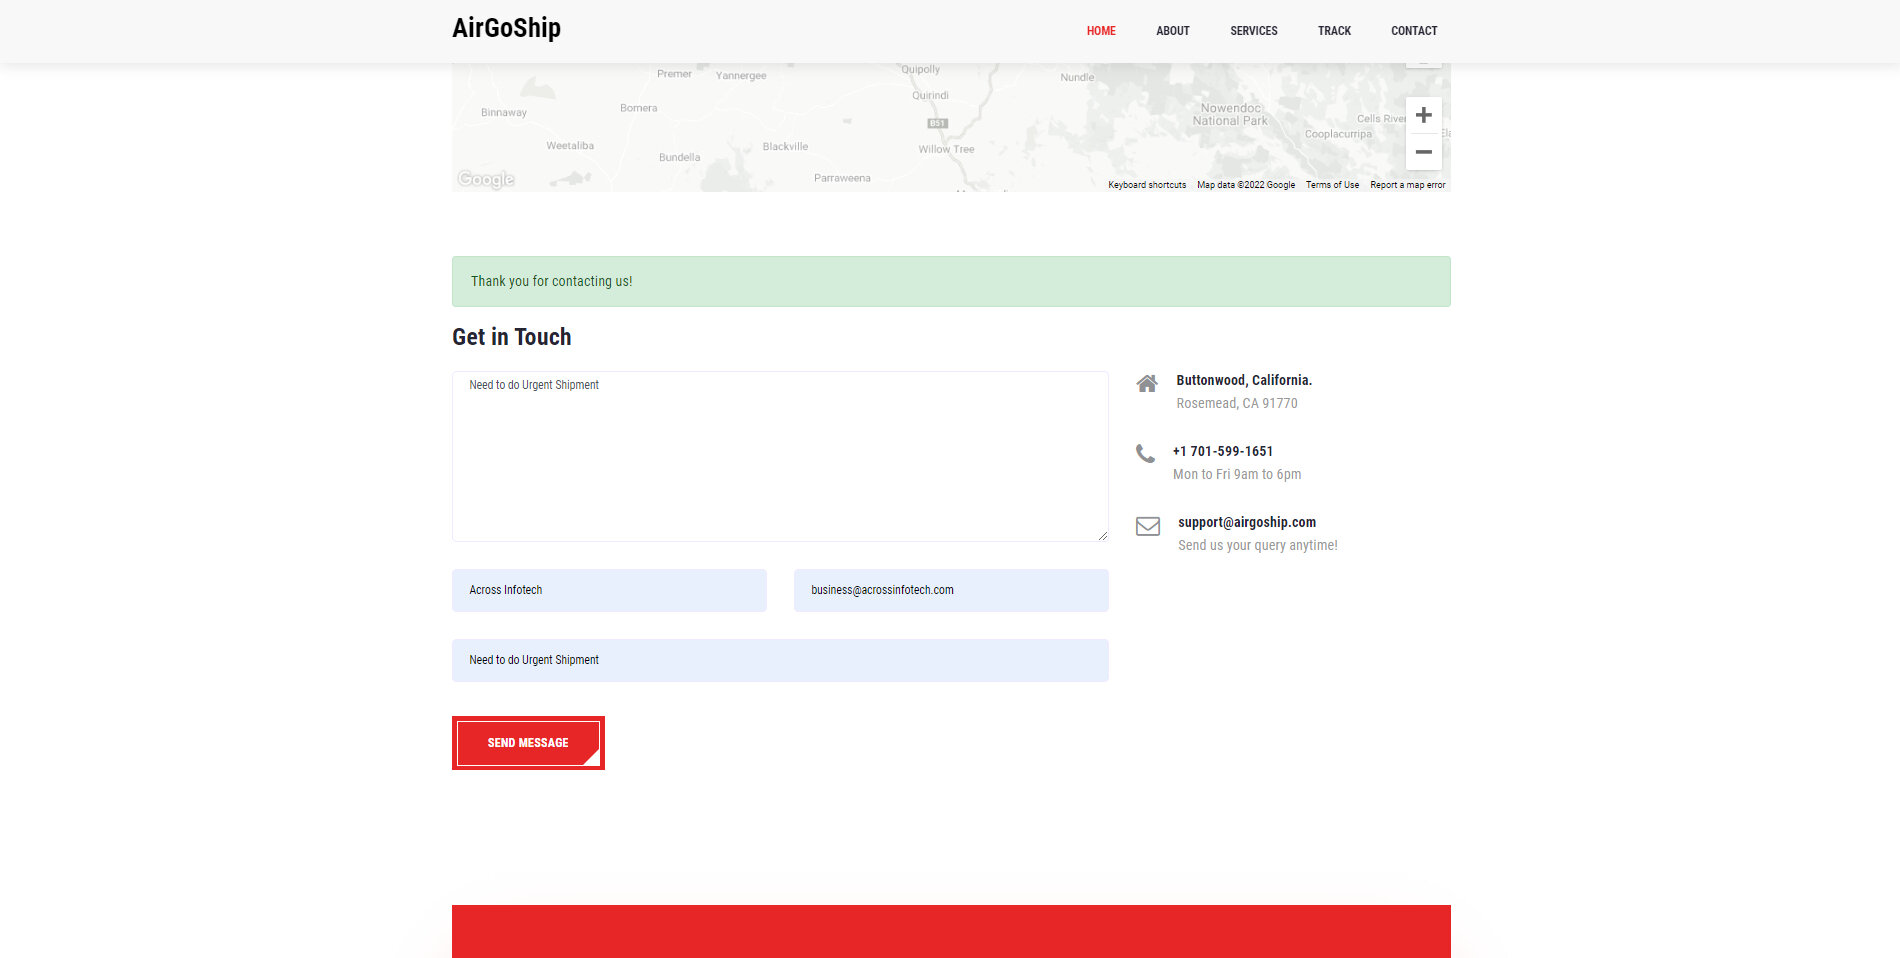 AirGoShip
HOME ABOUT SERVICES TRACK CONTACT
Premer
Yannergee
Quipolly
Nundle
Binnaway
Bornera
Quirindi
Nowendoc
National Park
Cells River
B51
Cooplacurripa
Weetaliba
Bundella
Blackville
Willow Tree
Parraweena
Google
Keyboard shortcuts Map data ©2022 Google Terms of Use Report a map error
Thank you for contacting us!
Get in Touch
Need to do Urgent Shipment
Buttonwood, California.
Rosemead, CA 91770
+1 701-599-1651
Mon to Fri 9am to 6pm
support@airgoship.com
Send us your query anytime!
Across Infotech
business@acrossinfotech.com
Need to do Urgent Shipment
SEND MESSAGE